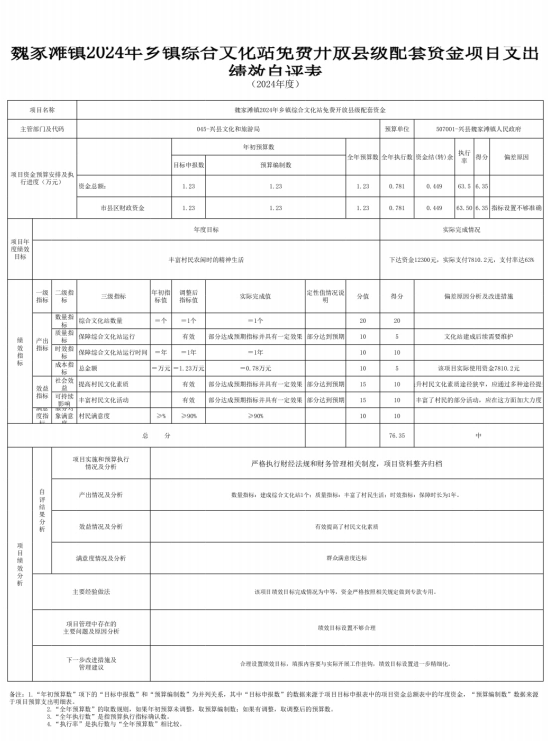 魏家滩镇2024年乡镇综合文化站免费开放县级配套资金项目支出
绩效自评表
（2024年度）
项目名称 魏家滩镇2024年乡镇综合文化站免费开放县级配套资金
主管部门及代码 045-兴县文化和旅游局 预算单位 307001-兴县魏家滩镇人民政府
项目资金预算安排及执行进度（万元） 年初预算数 全年预算数 全年执行数 资金结(转)金 执行率 得分 偏差原因
目标申报数 预算编制数
资金总额: 1.23 1.23 1.23 0.781 0.449 63.5 6.35
市县区财政资金 1.23 1.23 1.23 0.781 0.449 63.50 6.35 指标设置不够准确
项目年度绩效目标 年度目标 实际完成情况
丰富村民农闲时的精神生活 下达资金12300元, 实际支付7810.2元, 支付率达63%
绩效指标 一级指标 二级指标 三级指标 年初指标值 调整后指标值 实际完成值 定性值情况说明 分值 得分 偏差原因分析及改进措施
产出指标 数量指标 综合文化站数量 =个 =1个 =1个 20 20
质量指标 保障综合文化站运行 有效 部分达成预期指标并具有一定效果 部分达到预期 10 5 文化站建成后续需要维护
时效指标 保障综合文化站运行时间 =年 =1年 =1年 10 10
成本指标 总金额 =万元 =1.23万元 =0.78万元 10 5 该项目实际使用资金7810.2元
效益指标 社会效益 提高村民文化素质 有效 部分达成预期指标并具有一定效果 部分达到预期 15 10 升村民文化素质途径狭窄，应通过多种途径提
可持续影响 丰富村民文化活动 有效 部分达成预期指标并具有一定效果 部分达到预期 15 10 丰富了村民的部分活动，应在这方面加大力度
满意度指标 服务对象满意度 村民满意度 ≥% ≥90% ≥90% 10 10
总 分 76.35 中
项目绩效分析 自评结果分析 项目实施和预算执行情况及分析 严格执行财经法规和财务管理相关制度，项目资料整齐归档
产出情况及分析 数量指标：建成综合文化站1个；质量指标：丰富了村民生活；时效指标：保障时长为1年。
效益情况及分析 有效提高了村民文化素质
满意度情况及分析 群众满意度达标
主要经验做法 该项目绩效目标完成情况为中等，资金严格按照相关规定做到专款专用。
项目管理中存在的主要问题及原因分析 绩效目标设置不够合理
下一步改进措施及管理建议 合理设置绩效目标，填报内容要与实际开展工作挂钩，绩效目标设置进一步精细化。
备注：1.“年初预算数”项下的“目标申报数”和“预算编制数”为并列关系，其中“目标申报数”的数据来源于项目目标申报表中的项目资金总额表中的年度资金，“预算编制数”数据来源
于项目预算支出明细表。
2.“全年预算数”的取数规则，如果年初预算未调整，取预算编制数；如果有调整，取调整后的预算数。
3.“全年执行数”是指预算执行指标确认数。
4.“执行率”是执行数与“全年预算数”相比较。